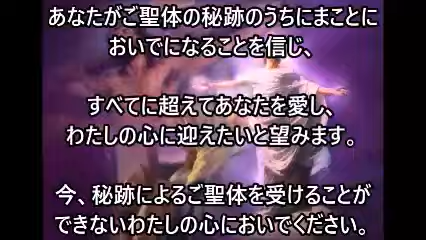 あなたがご聖体の秘跡のうちにまことに
おいでになることを信じ、
すべてに超えてあなたを愛し、
わたしの心に迎えたいと望みます。
今、秘跡によるご聖体を受けることが
できないわたしの心においでください。